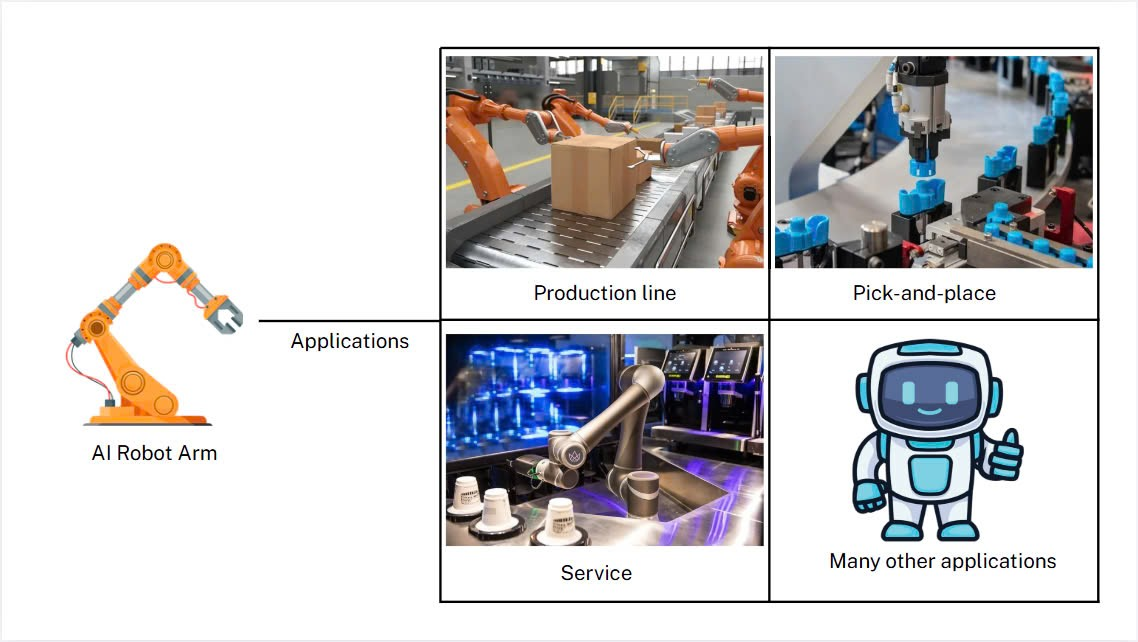 Production line
Pick-and-place
Applications
AI Robot Arm
Service
Many other applications